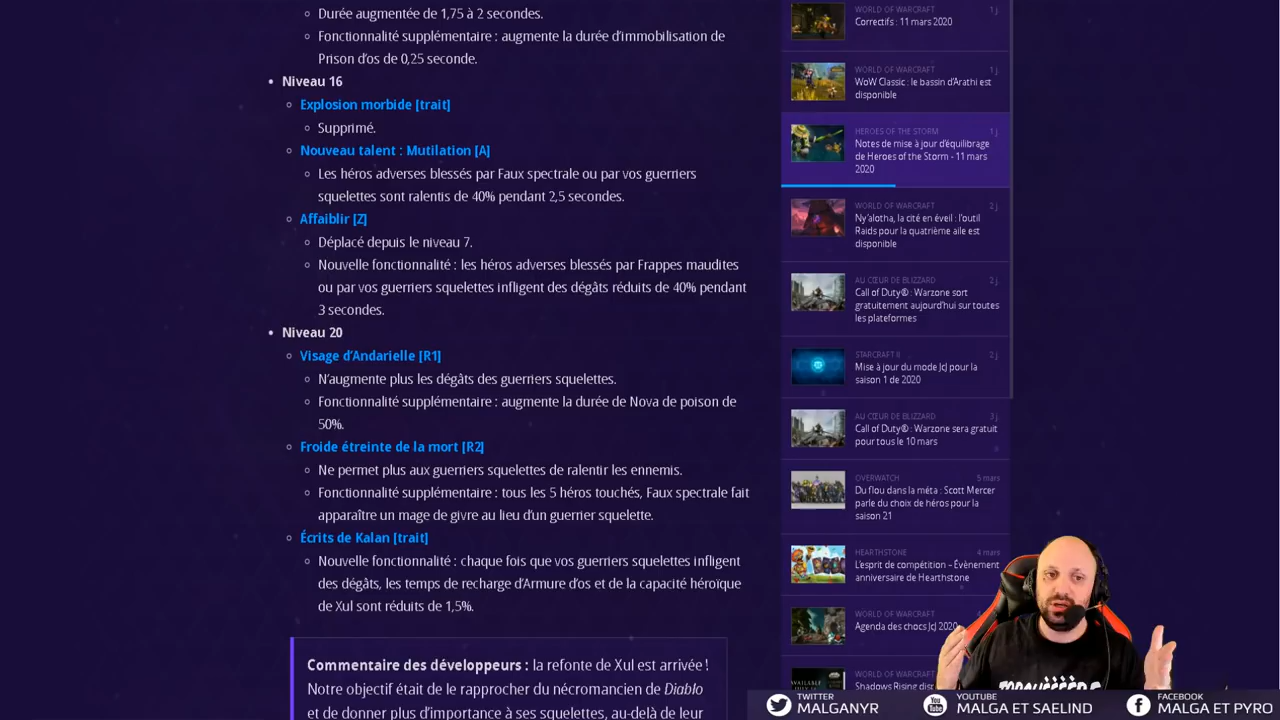 Durée augmentée de 1,75 à 2 secondes.
Fonctionnalité supplémentaire : augmente la durée d'immobilisation de
Prison d'os de 0,25 seconde.
Niveau 16
Explosion morbide [trait]
Supprimé.
Nouveau talent : Mutilation [A]
Les héros adverses blessés par Faux spectrale ou par vos guerriers
squelettes sont ralentis de 40% pendant 2,5 secondes.
Affaiblir [Z]
Déplacé depuis le niveau 7.
Nouvelle fonctionnalité : les héros adverses blessés par Frappes maudites
ou par vos guerriers squelettes infligent des dégâts réduits de 40% pendant
3 secondes.
Niveau 20
Visage d'Andarielle [R1]
N'augmente plus les dégâts des guerriers squelettes.
Fonctionnalité supplémentaire : augmente la durée de Nova de poison de
50%.
Froide étreinte de la mort [R2]
Ne permet plus aux guerriers squelettes de ralentir les ennemis.
Fonctionnalité supplémentaire : tous les 5 héros touchés, Faux spectrale fait
apparaître un mage de givre au lieu d'un guerrier squelette.
Écrits de Kalan [trait]
Nouvelle fonctionnalité : chaque fois que vos guerriers squelettes infligent
des dégâts, les temps de recharge d'Armure d'os et de la capacité héroïque
de Xul sont réduits de 1,5%.
Commentaire des développeurs : la refonte de Xul est arrivée !
Notre objectif était de le rapprocher du nécromancien de Diablo
et de donner plus d'importance à ses squelettes, au-delà de leur
WORLD OF WARCRAFT 1 j
Correctifs : 11 mars 2020
WORLD OF WARCRAFT 1 j
WoW Classic : le bassin d'Arathi est
disponible
HEROES OF THE STORM 1 j
Notes de mise à jour d'équilibrage
de Heroes of the Storm - 11 mars
2020
WORLD OF WARCRAFT 2 j
Ny'alotha, la cité en éveil : l'outil
Raids pour la quatrième aile est
disponible
AU CŒUR DE BLIZZARD 2 j
Call of Duty® : Warzone sort
gratuitement aujourd'hui sur toutes
les plateformes
STARCRAFT II 2 j
Mise à jour du mode JcJ pour la
saison 1 de 2020
AU CŒUR DE BLIZZARD 3 j
Call of Duty® : Warzone sera gratuit
pour tous le 10 mars
OVERWATCH 5 mars
Du flou dans la méta : Scott Mercer
parle du choix de héros pour la
saison 21
HEARTHSTONE 4 mars
L'esprit de compétition – Évènement
anniversaire de Hearthstone
WORLD OF WARCRAFT
Agenda des chocs JcJ 2020
WORLD OF WAR
Shadows Rising
AVAILABLE
TWITTER
MALGANYR
YOUTUBE
MALGA ET SAELIND
FACEBOOK
MALGA ET PYRO